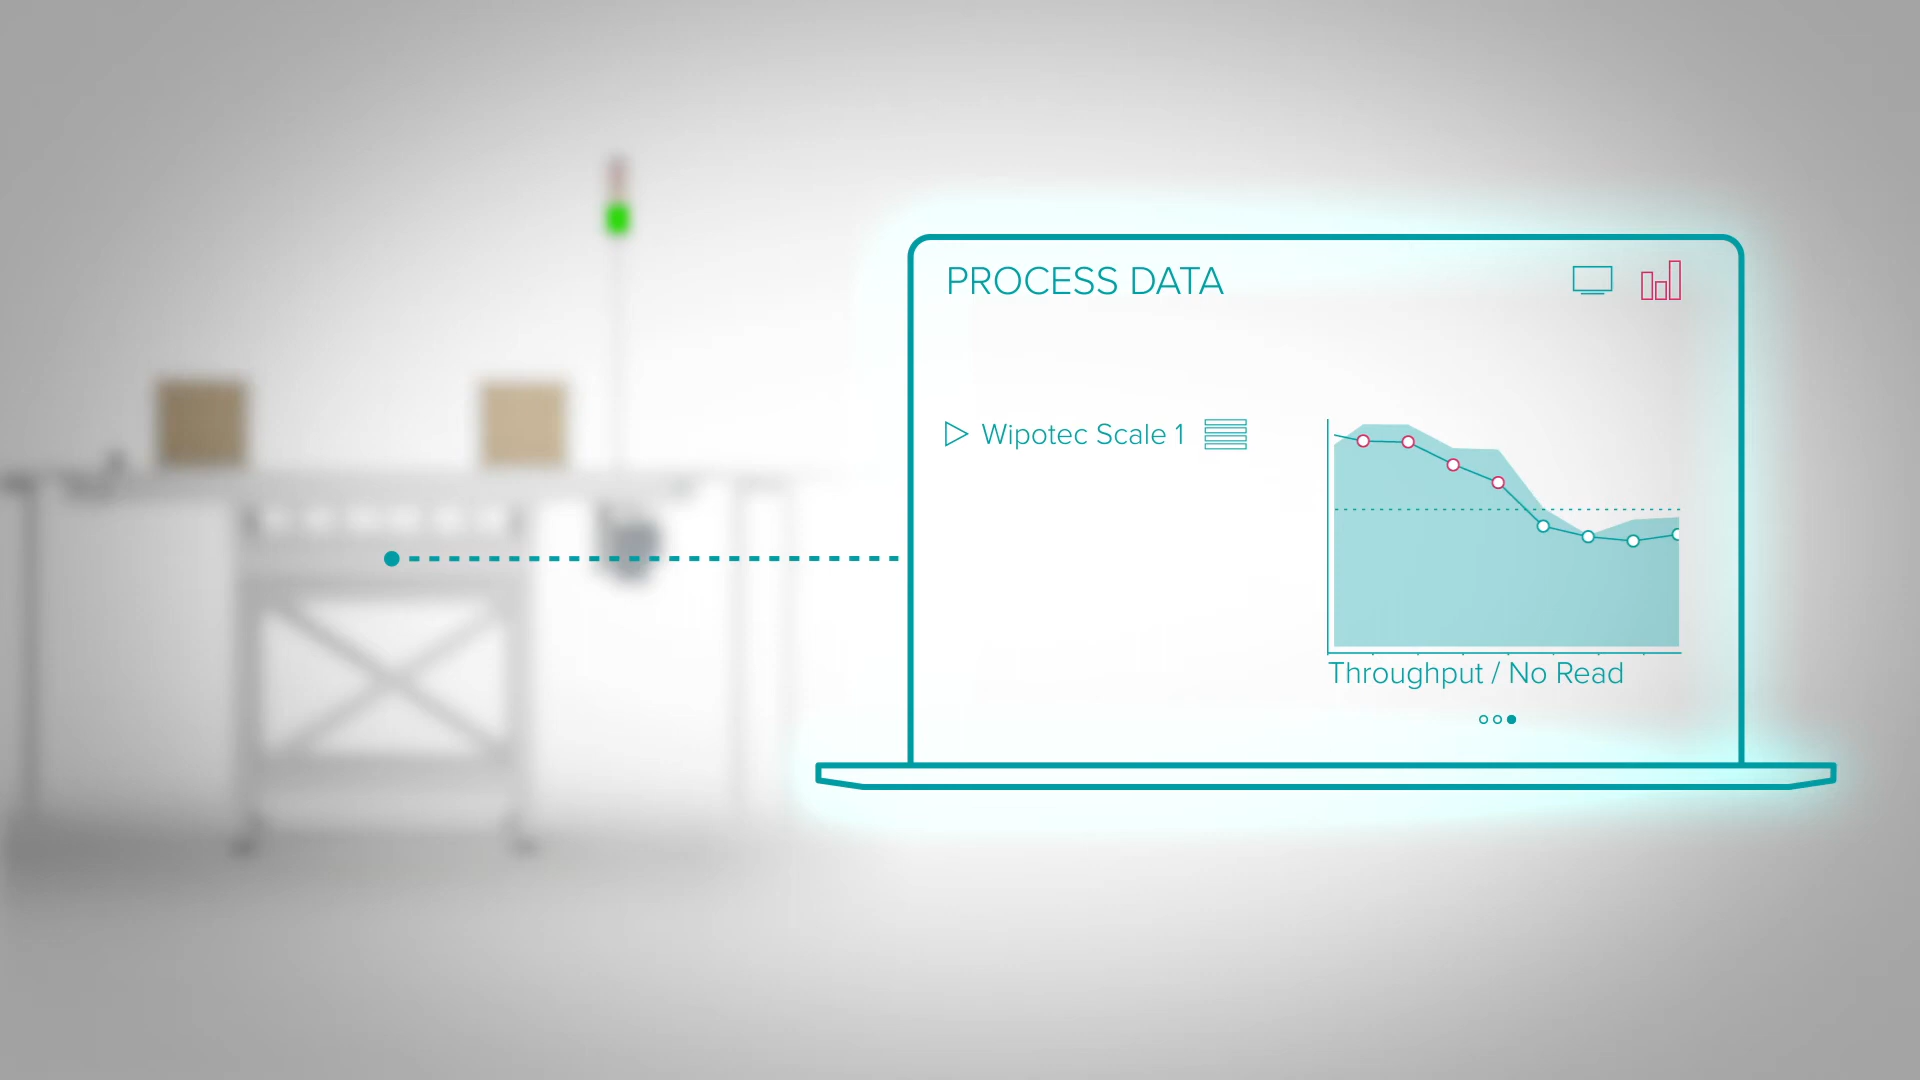 PROCESS DATA
Wipotec Scale 1
Throughput / No Read